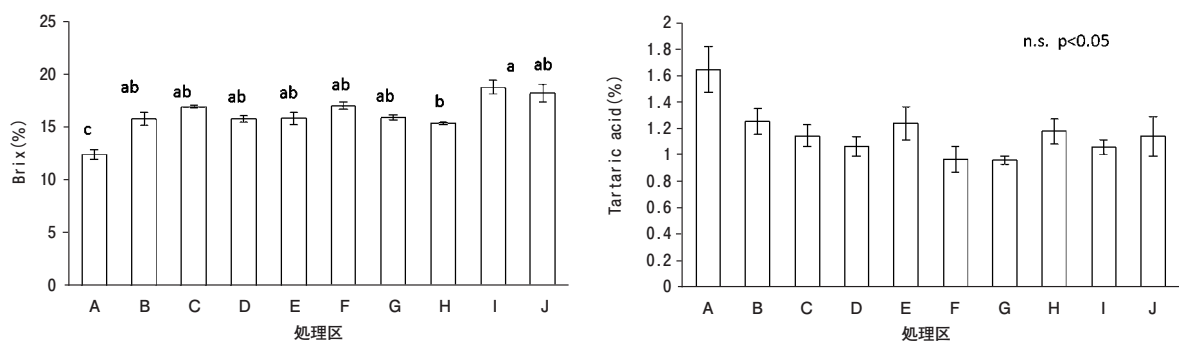 25
20
15
10
5
0
Brix(%)
c
ab
ab
ab
ab
ab
ab
b
a
ab
A B C D E F G H I J
処理区
2
1.8
1.6
1.4
1.2
1
0.8
0.6
0.4
0.2
0
Tartaric acid(%)
n.s. p<0.05
A B C D E F G H I J
処理区